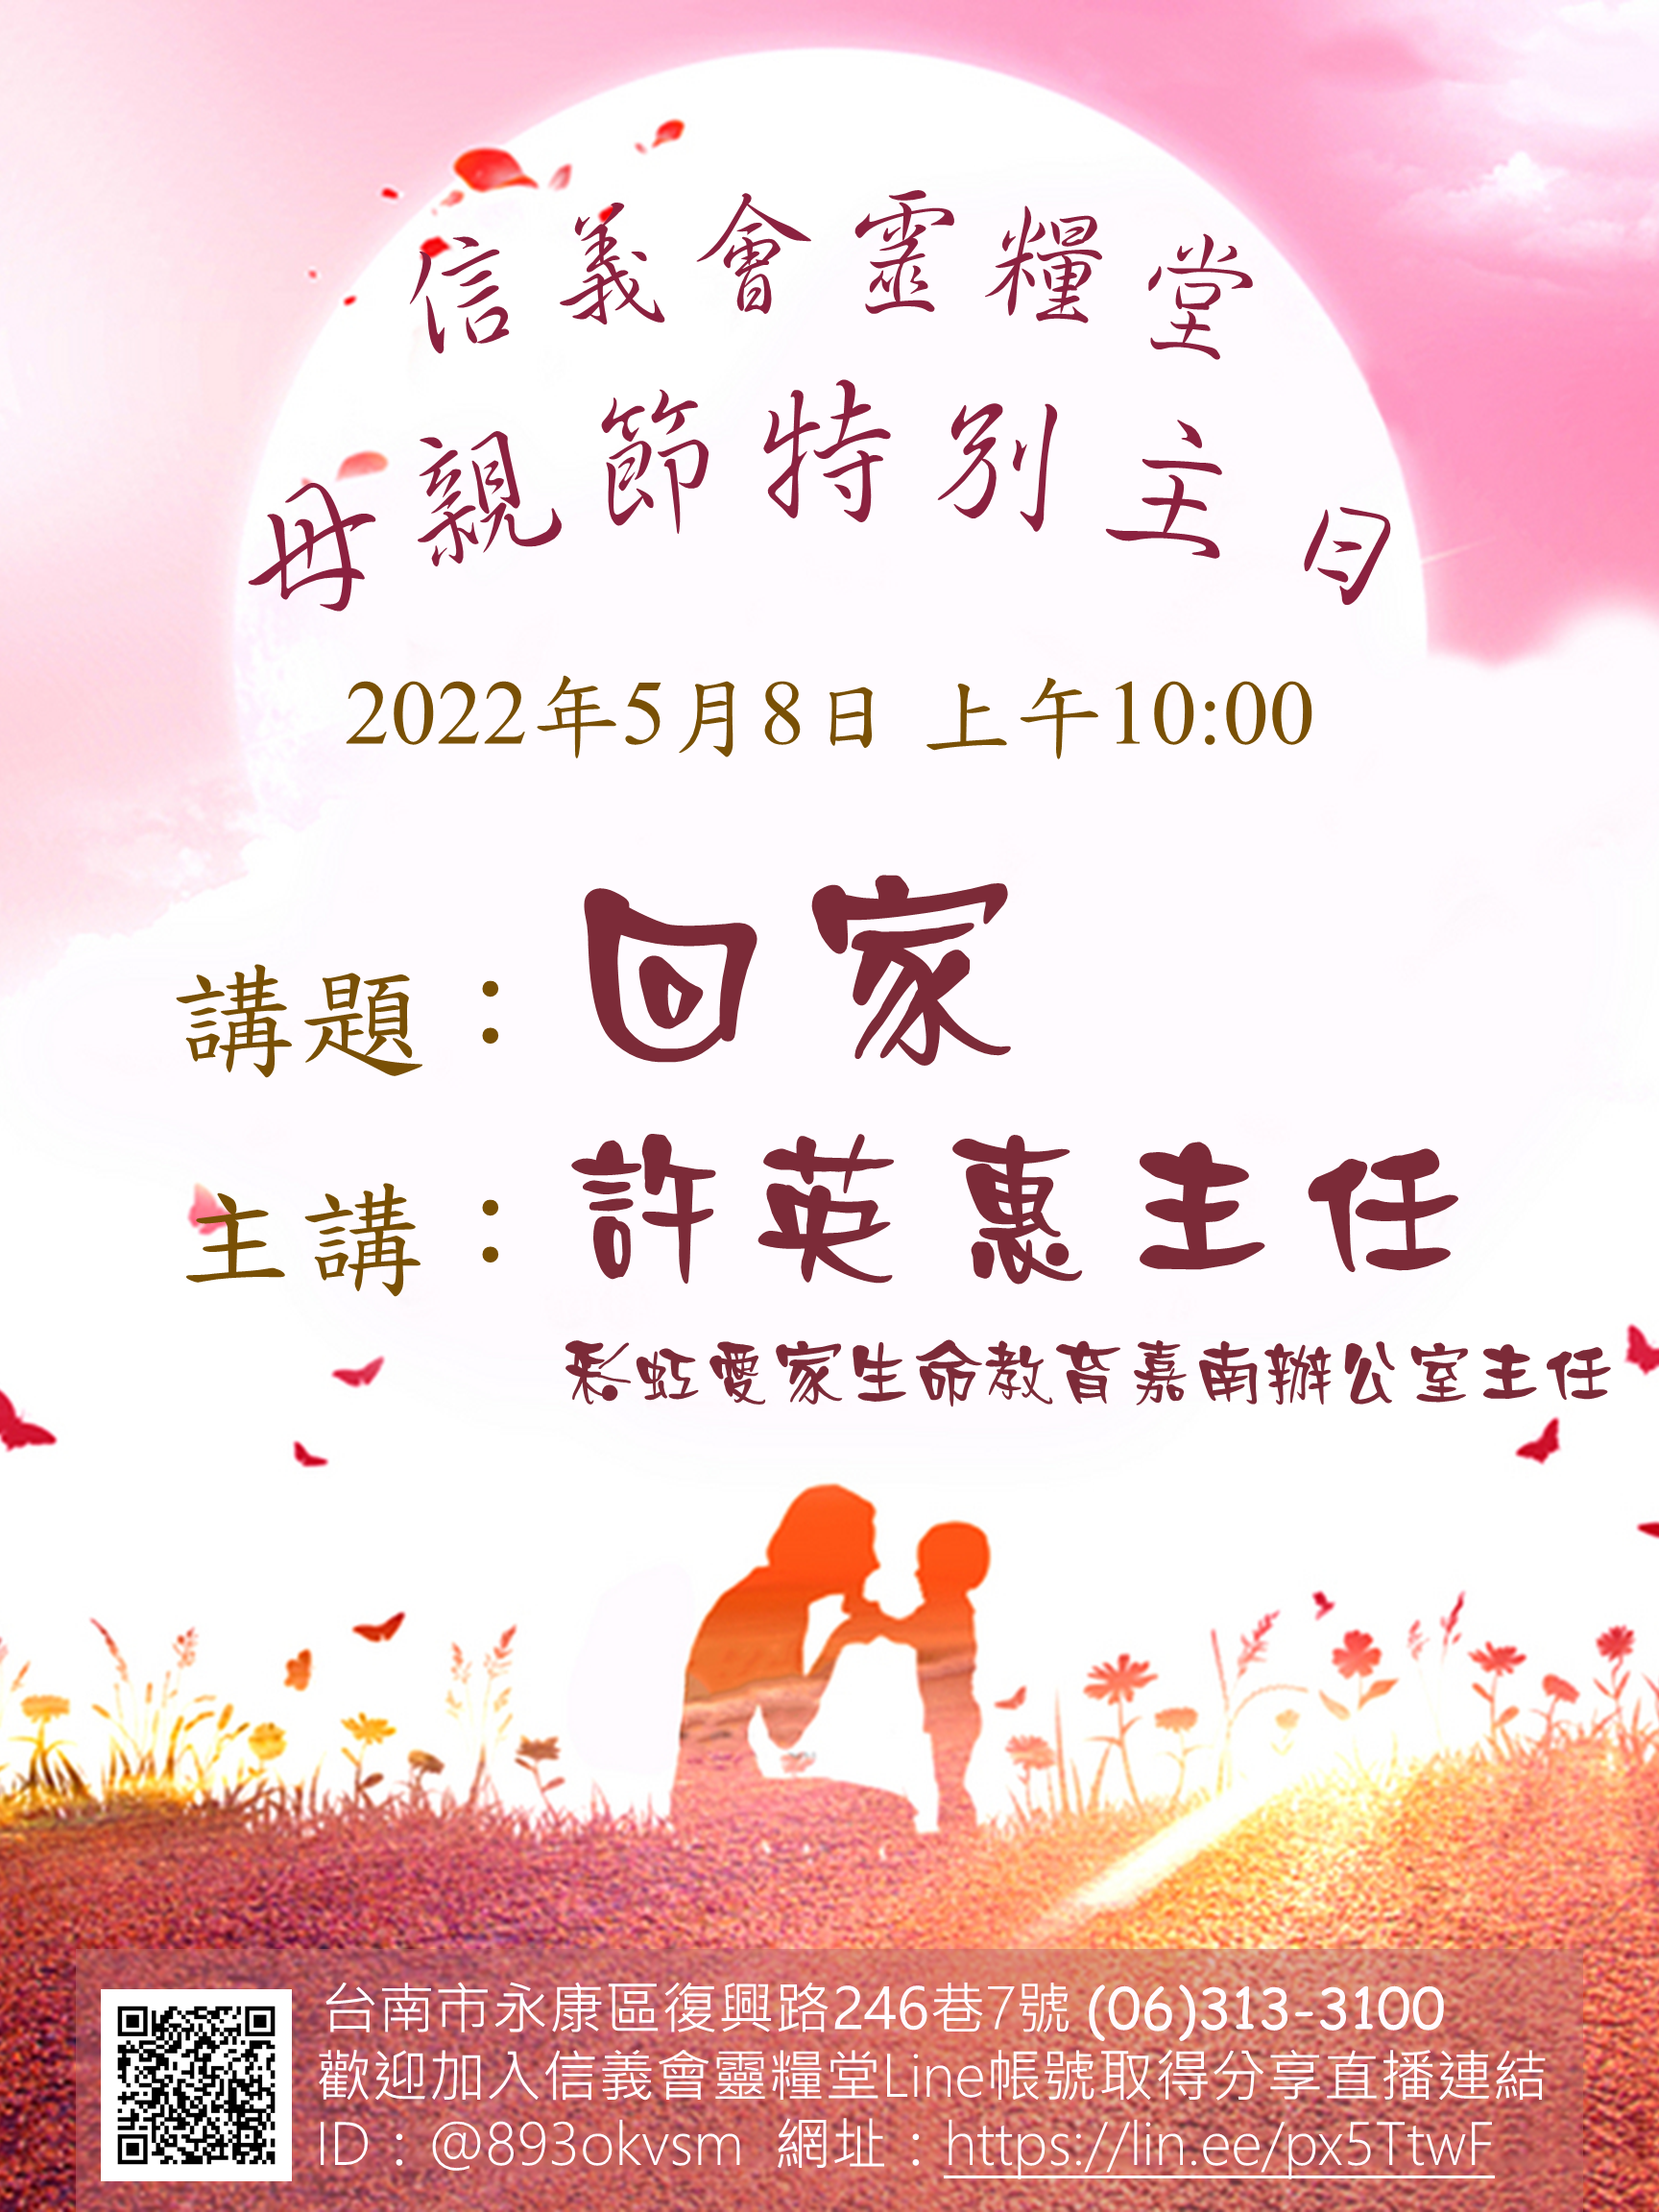 信義會靈糧堂
母親節特別主日
2022年5月8日 上午10:00
講題：回家
主講：許英惠主任
彩虹愛家生命教育嘉南辦公室主任
台南市永康區復興路246巷7號 (06)313-3100
歡迎加入信義會靈糧堂Line帳號取得分享直播連結
ID：@893okvsm 網址：https://lin.ee/px5TtwF